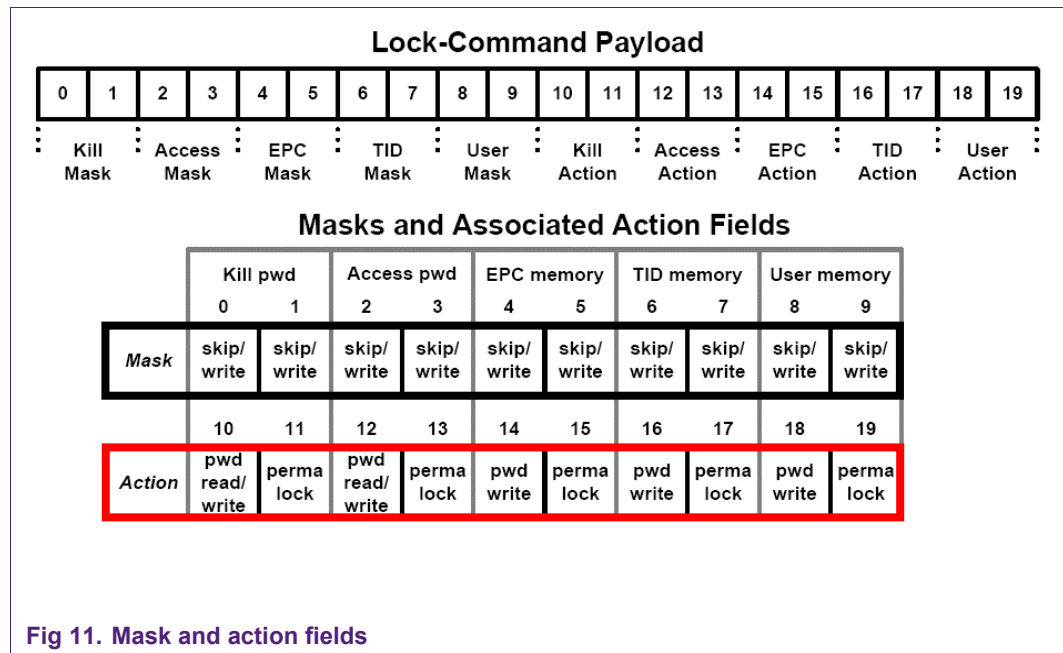 Lock-Command Payload
0 1 2 3 4 5 6 7 8 9 10 11 12 13 14 15 16 17 18 19
Kill Access EPC TID User Kill Access EPC TID User
Mask Mask Mask Mask Mask Action Action Action Action Action
Masks and Associated Action Fields
Kill pwd Access pwd EPC memory TID memory User memory
0 1 2 3 4 5 6 7 8 9
Mask skip/ skip/ skip/ skip/ skip/ skip/ skip/ skip/ skip/ skip/
write write write write write write write write write write
10 11 12 13 14 15 16 17 18 19
pwd pwd
Action read/ perma read/ perma pwd perma pwd perma pwd perma
write lock write lock write lock write lock write lock
Fig 11. Mask and action fields